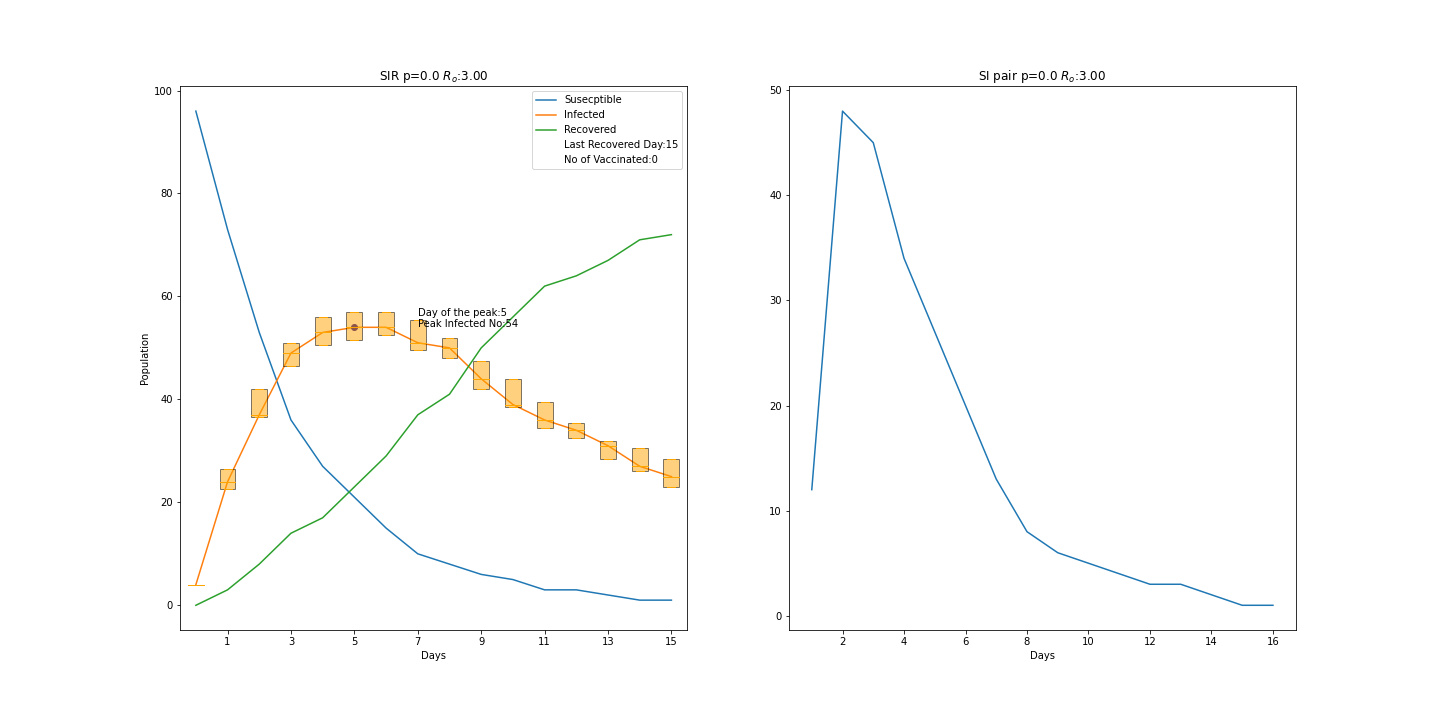 SIR p=0.0 Rₒ:3.00
100
80
60
40
20
0
Population
Susecptible
Infected
Recovered
Last Recovered Day:15
No of Vaccinated:0
Day of the peak:5
Peak Infected No:54
1 3 5 7 9 11 13 15
Days
SI pair p=0.0 Rₒ:3.00
50
40
30
20
10
0
2 4 6 8 10 12 14 16
Days